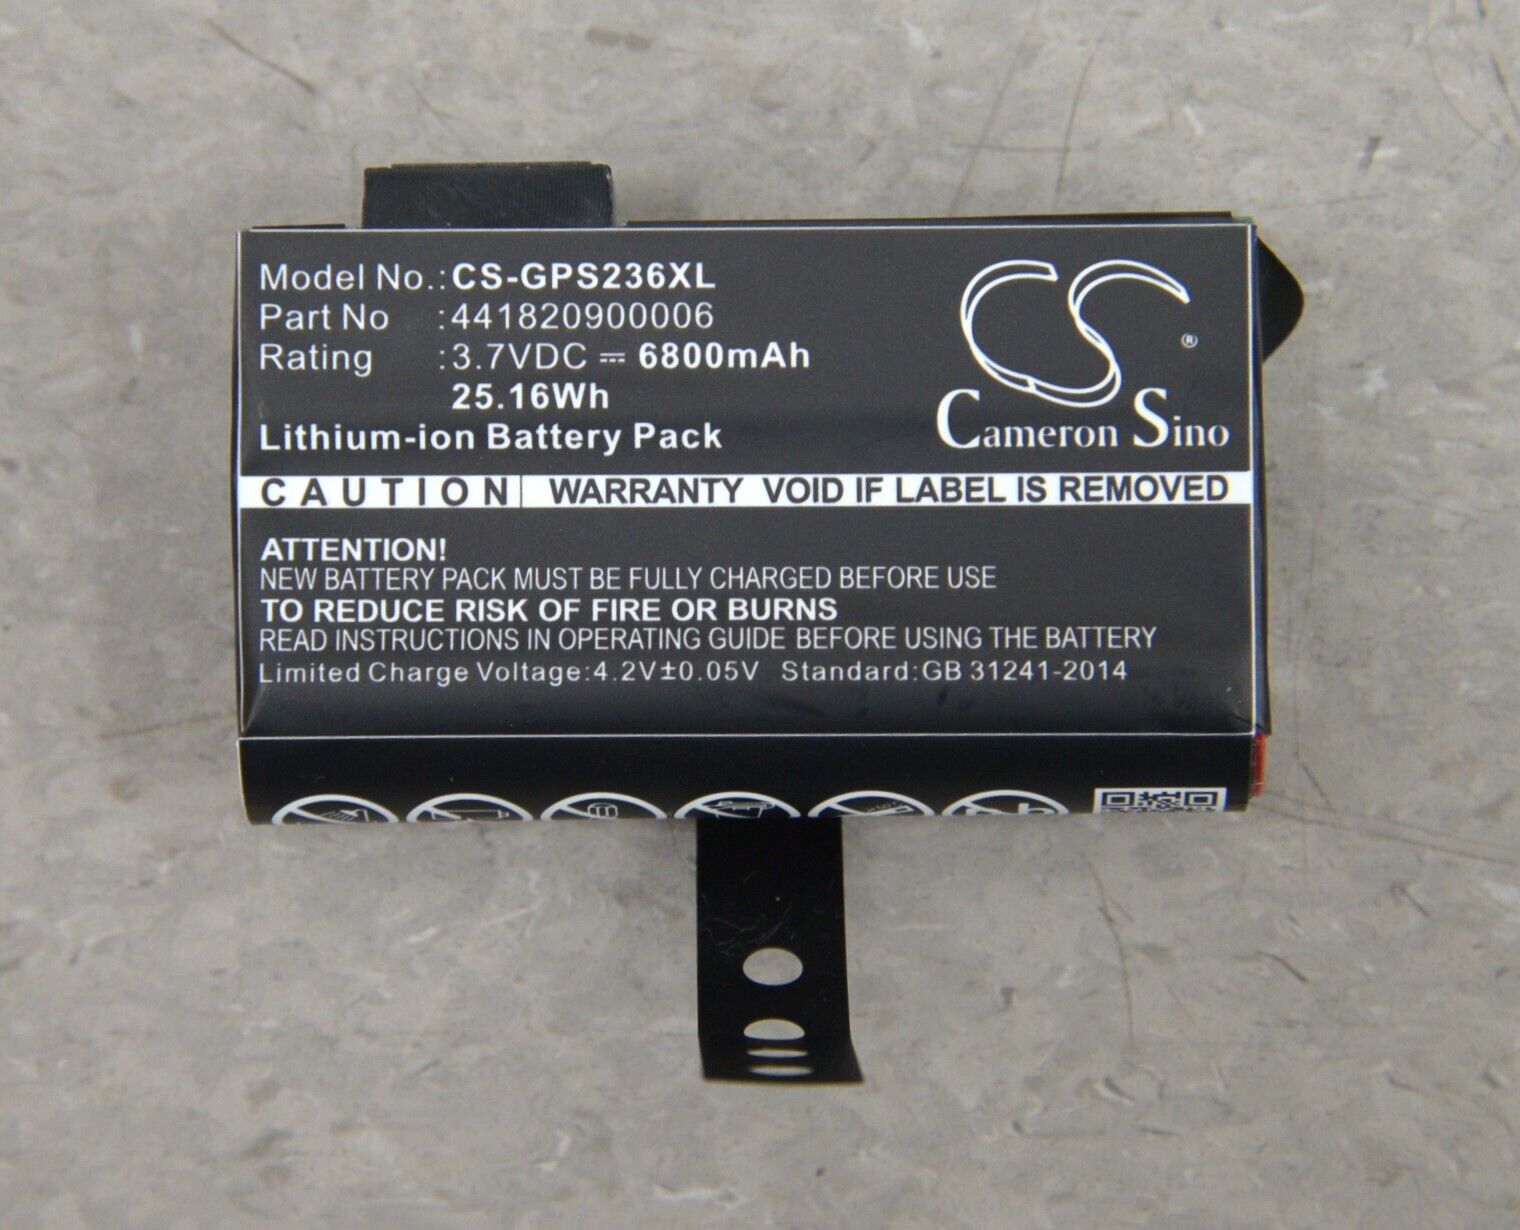 Model No.:CS-GPS236XL
Part No :441820900006
Rating :3.7VDC ⎓ 6800mAh
25.16Wh
Lithium-ion Battery Pack
CS®
Cameron Sino
CAUTION WARRANTY VOID IF LABEL IS REMOVED
ATTENTION!
NEW BATTERY PACK MUST BE FULLY CHARGED BEFORE USE
TO REDUCE RISK OF FIRE OR BURNS
READ INSTRUCTIONS IN OPERATING GUIDE BEFORE USING THE BATTERY
Limited Charge Voltage:4.2V±0.05V Standard:GB 31241-2014